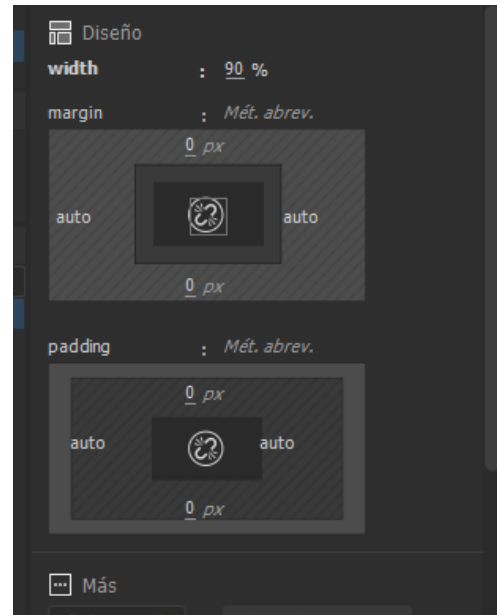 Diseño
width : 90 %
margin : Mét. abrev.
0 px
auto auto
0 px
padding : Mét. abrev.
0 px
auto auto
0 px
Más